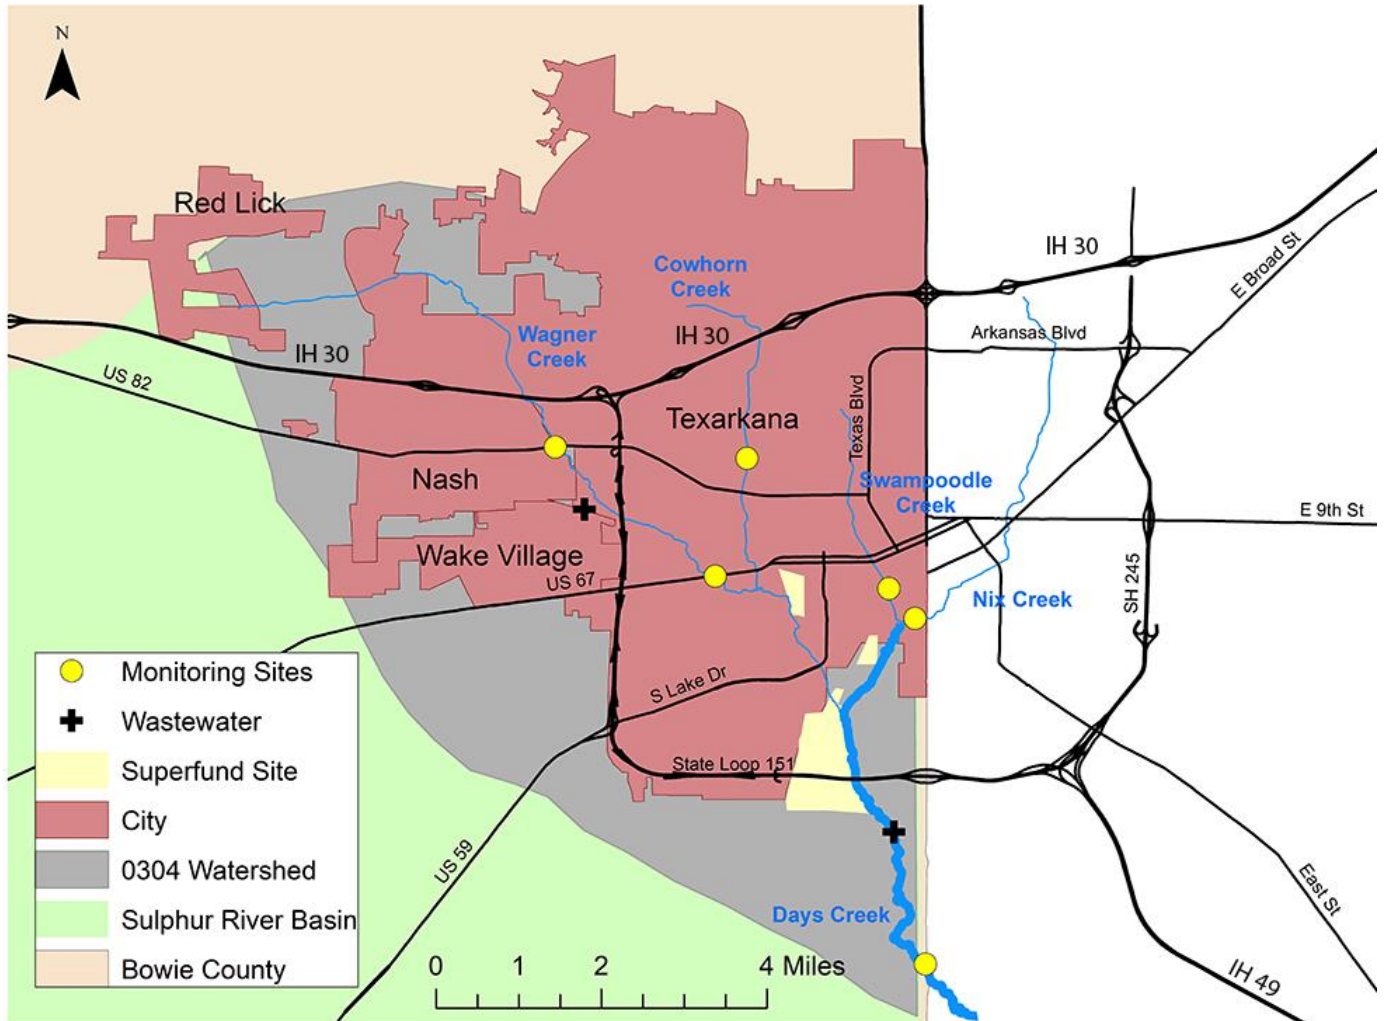 N
Red Lick
Cowhorn
Creek
IH 30
E Broad St
Wagner
Creek
IH 30
IH 30
Arkansas Blvd
US 82
Texarkana
Texas Blvd
Nash
Swampoodle
Creek
E 9th St
Wake Village
US 67
SH 245
Nix Creek
S Lake Dr
State Loop 151
US 59
East St
Days Creek
IH 49
Monitoring Sites
Wastewater
Superfund Site
City
0304 Watershed
Sulphur River Basin
Bowie County
0 1 2 4 Miles